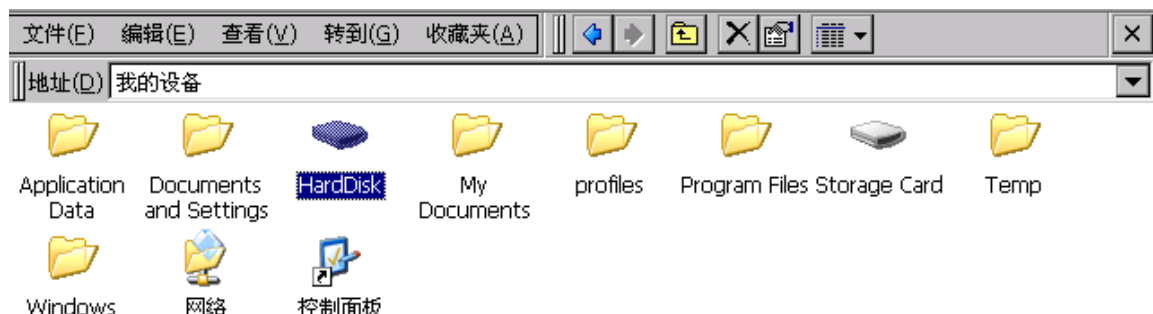 文件(F) 编辑(E) 查看(V) 转到(G) 收藏夹(A)
地址(D) 我的设备
Application Data
Documents and Settings
HardDisk
My Documents
profiles
Program Files
Storage Card
Temp
Windows
网络
控制面板